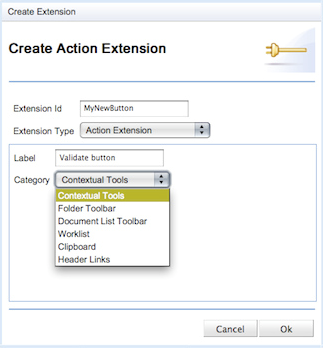 Create Extension
Create Action Extension
Extension Id MyNewButton
Extension Type Action Extension
Label Validate button
Category Contextual Tools
Contextual Tools
Folder Toolbar
Document List Toolbar
Worklist
Clipboard
Header Links
Cancel Ok